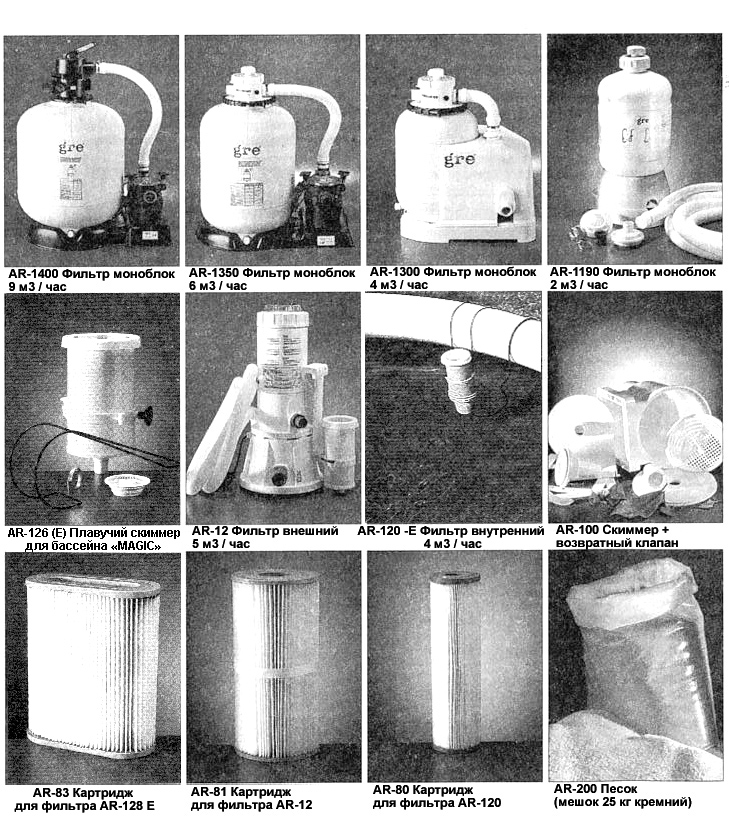 gre
gre
gre
gre
AR-1400 Фильтр моноблок
9 м3 / час
AR-1350 Фильтр моноблок
6 м3 / час
AR-1300 Фильтр моноблок
4 м3 / час
AR-1190 Фильтр моноблок
2 м3 / час
AR-126 (E) Плавучий скиммер
для бассейна «MAGIC»
AR-12 Фильтр внешний
5 м3 / час
AR-120 -E Фильтр внутренний
4 м3 / час
AR-100 Скиммер +
возвратный клапан
AR-83 Картридж
для фильтра AR-128 E
AR-81 Картридж
для фильтра AR-12
AR-80 Картридж
для фильтра AR-120
AR-200 Песок
(мешок 25 кг кремний)